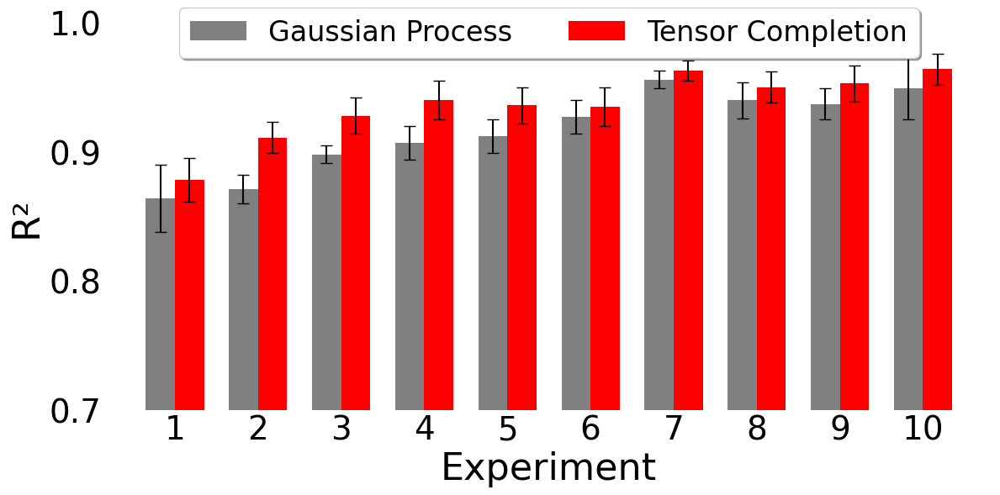 Gaussian Process Tensor Completion
1.0
0.9
0.8
0.7
R²
1 2 3 4 5 6 7 8 9 10
Experiment